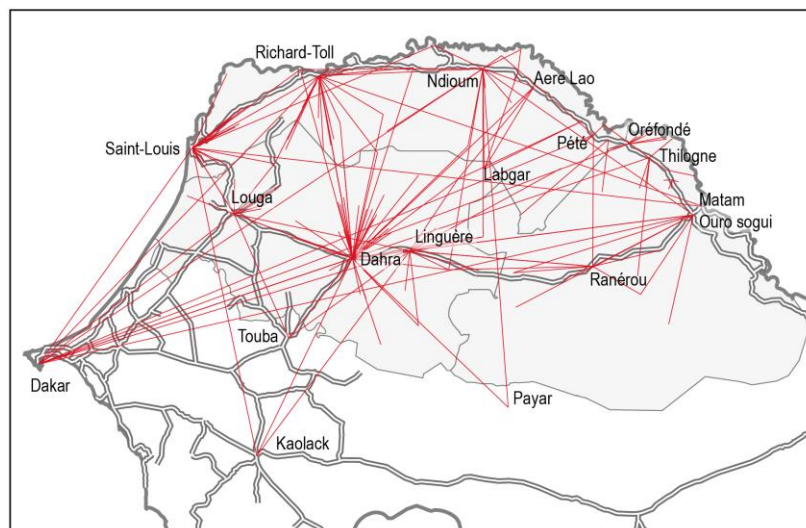 Richard-Toll
Ndioum
Aeré Lao
Saint-Louis
Pété
Oréfondé
Thilogne
Labgar
Louga
Matam
Ouro sogui
Linguère
Dahra
Ranérou
Touba
Dakar
Payar
Kaolack